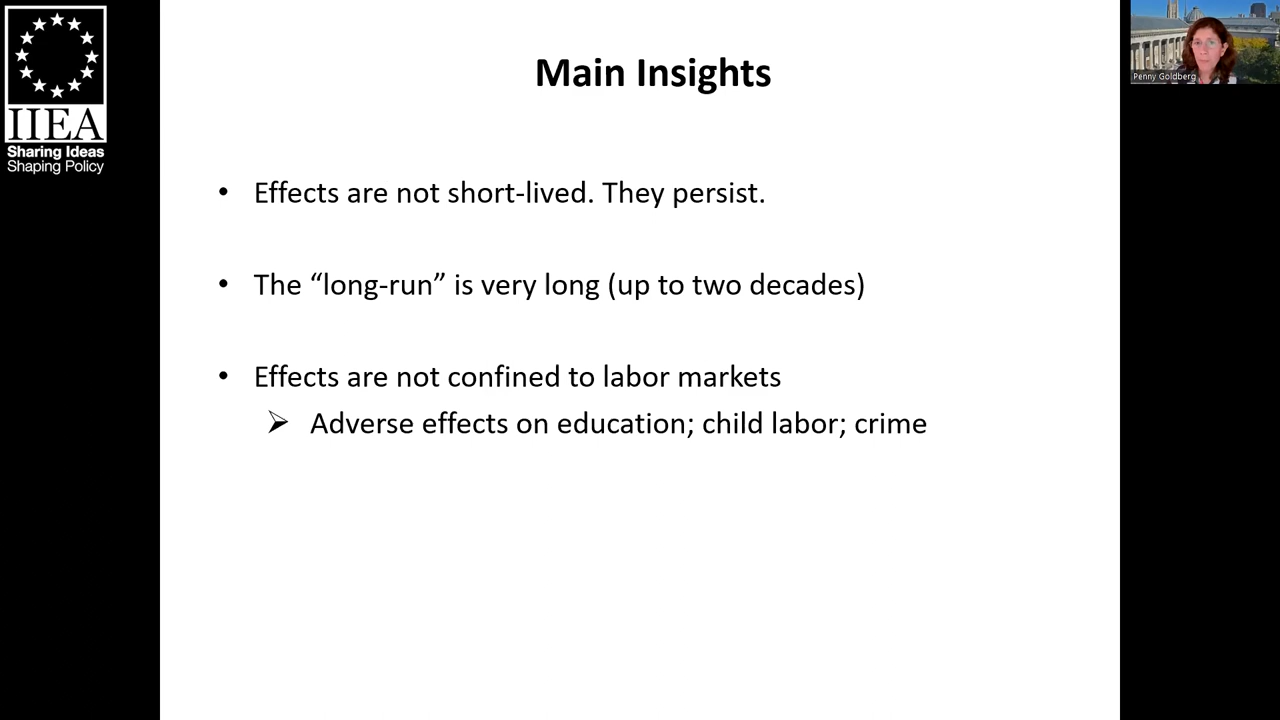 IIEA
Sharing Ideas
Shaping Policy
Main Insights
• Effects are not short-lived. They persist.
• The “long-run” is very long (up to two decades)
• Effects are not confined to labor markets
➢ Adverse effects on education; child labor; crime
Penny Goldberg